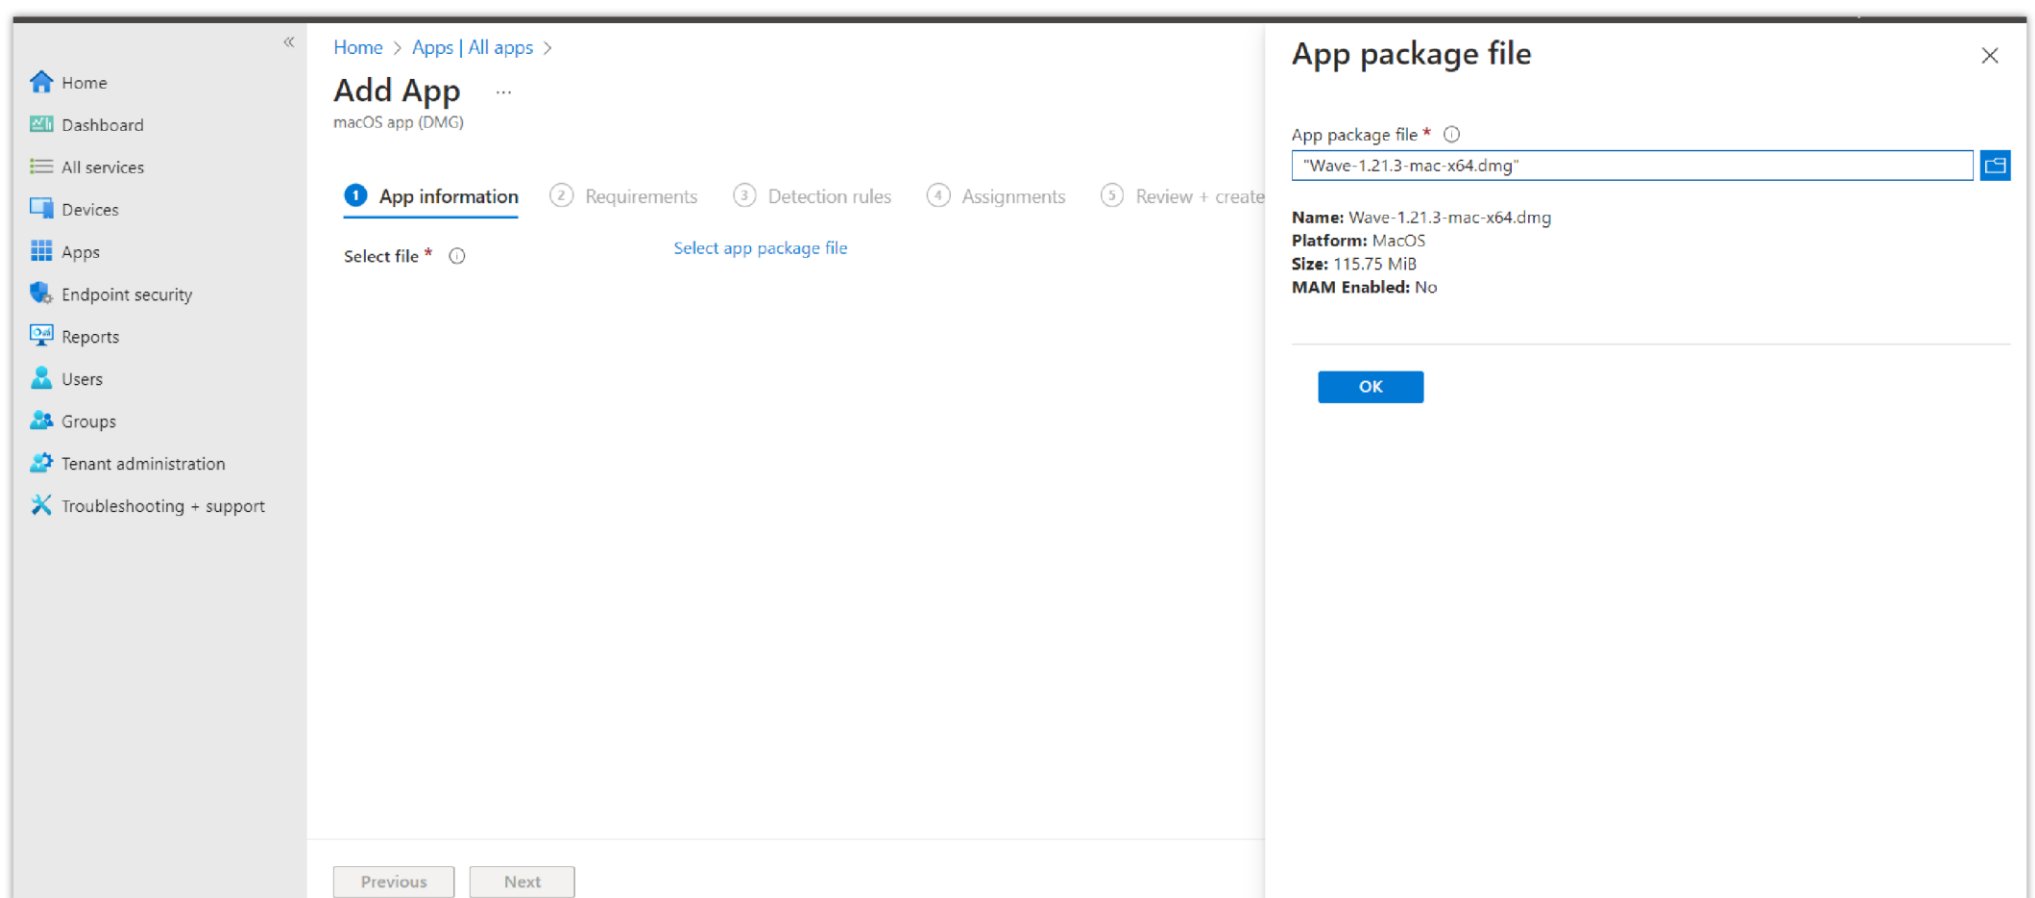 «
Home
Dashboard
All services
Devices
Apps
Endpoint security
Reports
Users
Groups
Tenant administration
Troubleshooting + support
Home > Apps | All apps >
Add App ...
macOS app (DMG)
1 App information 2 Requirements 3 Detection rules 4 Assignments 5 Review + create
Select file * Select app package file
Previous Next
App package file
App package file *
"Wave-1.21.3-mac-x64.dmg"
Name: Wave-1.21.3-mac-x64.dmg
Platform: MacOS
Size: 115.75 MiB
MAM Enabled: No
OK